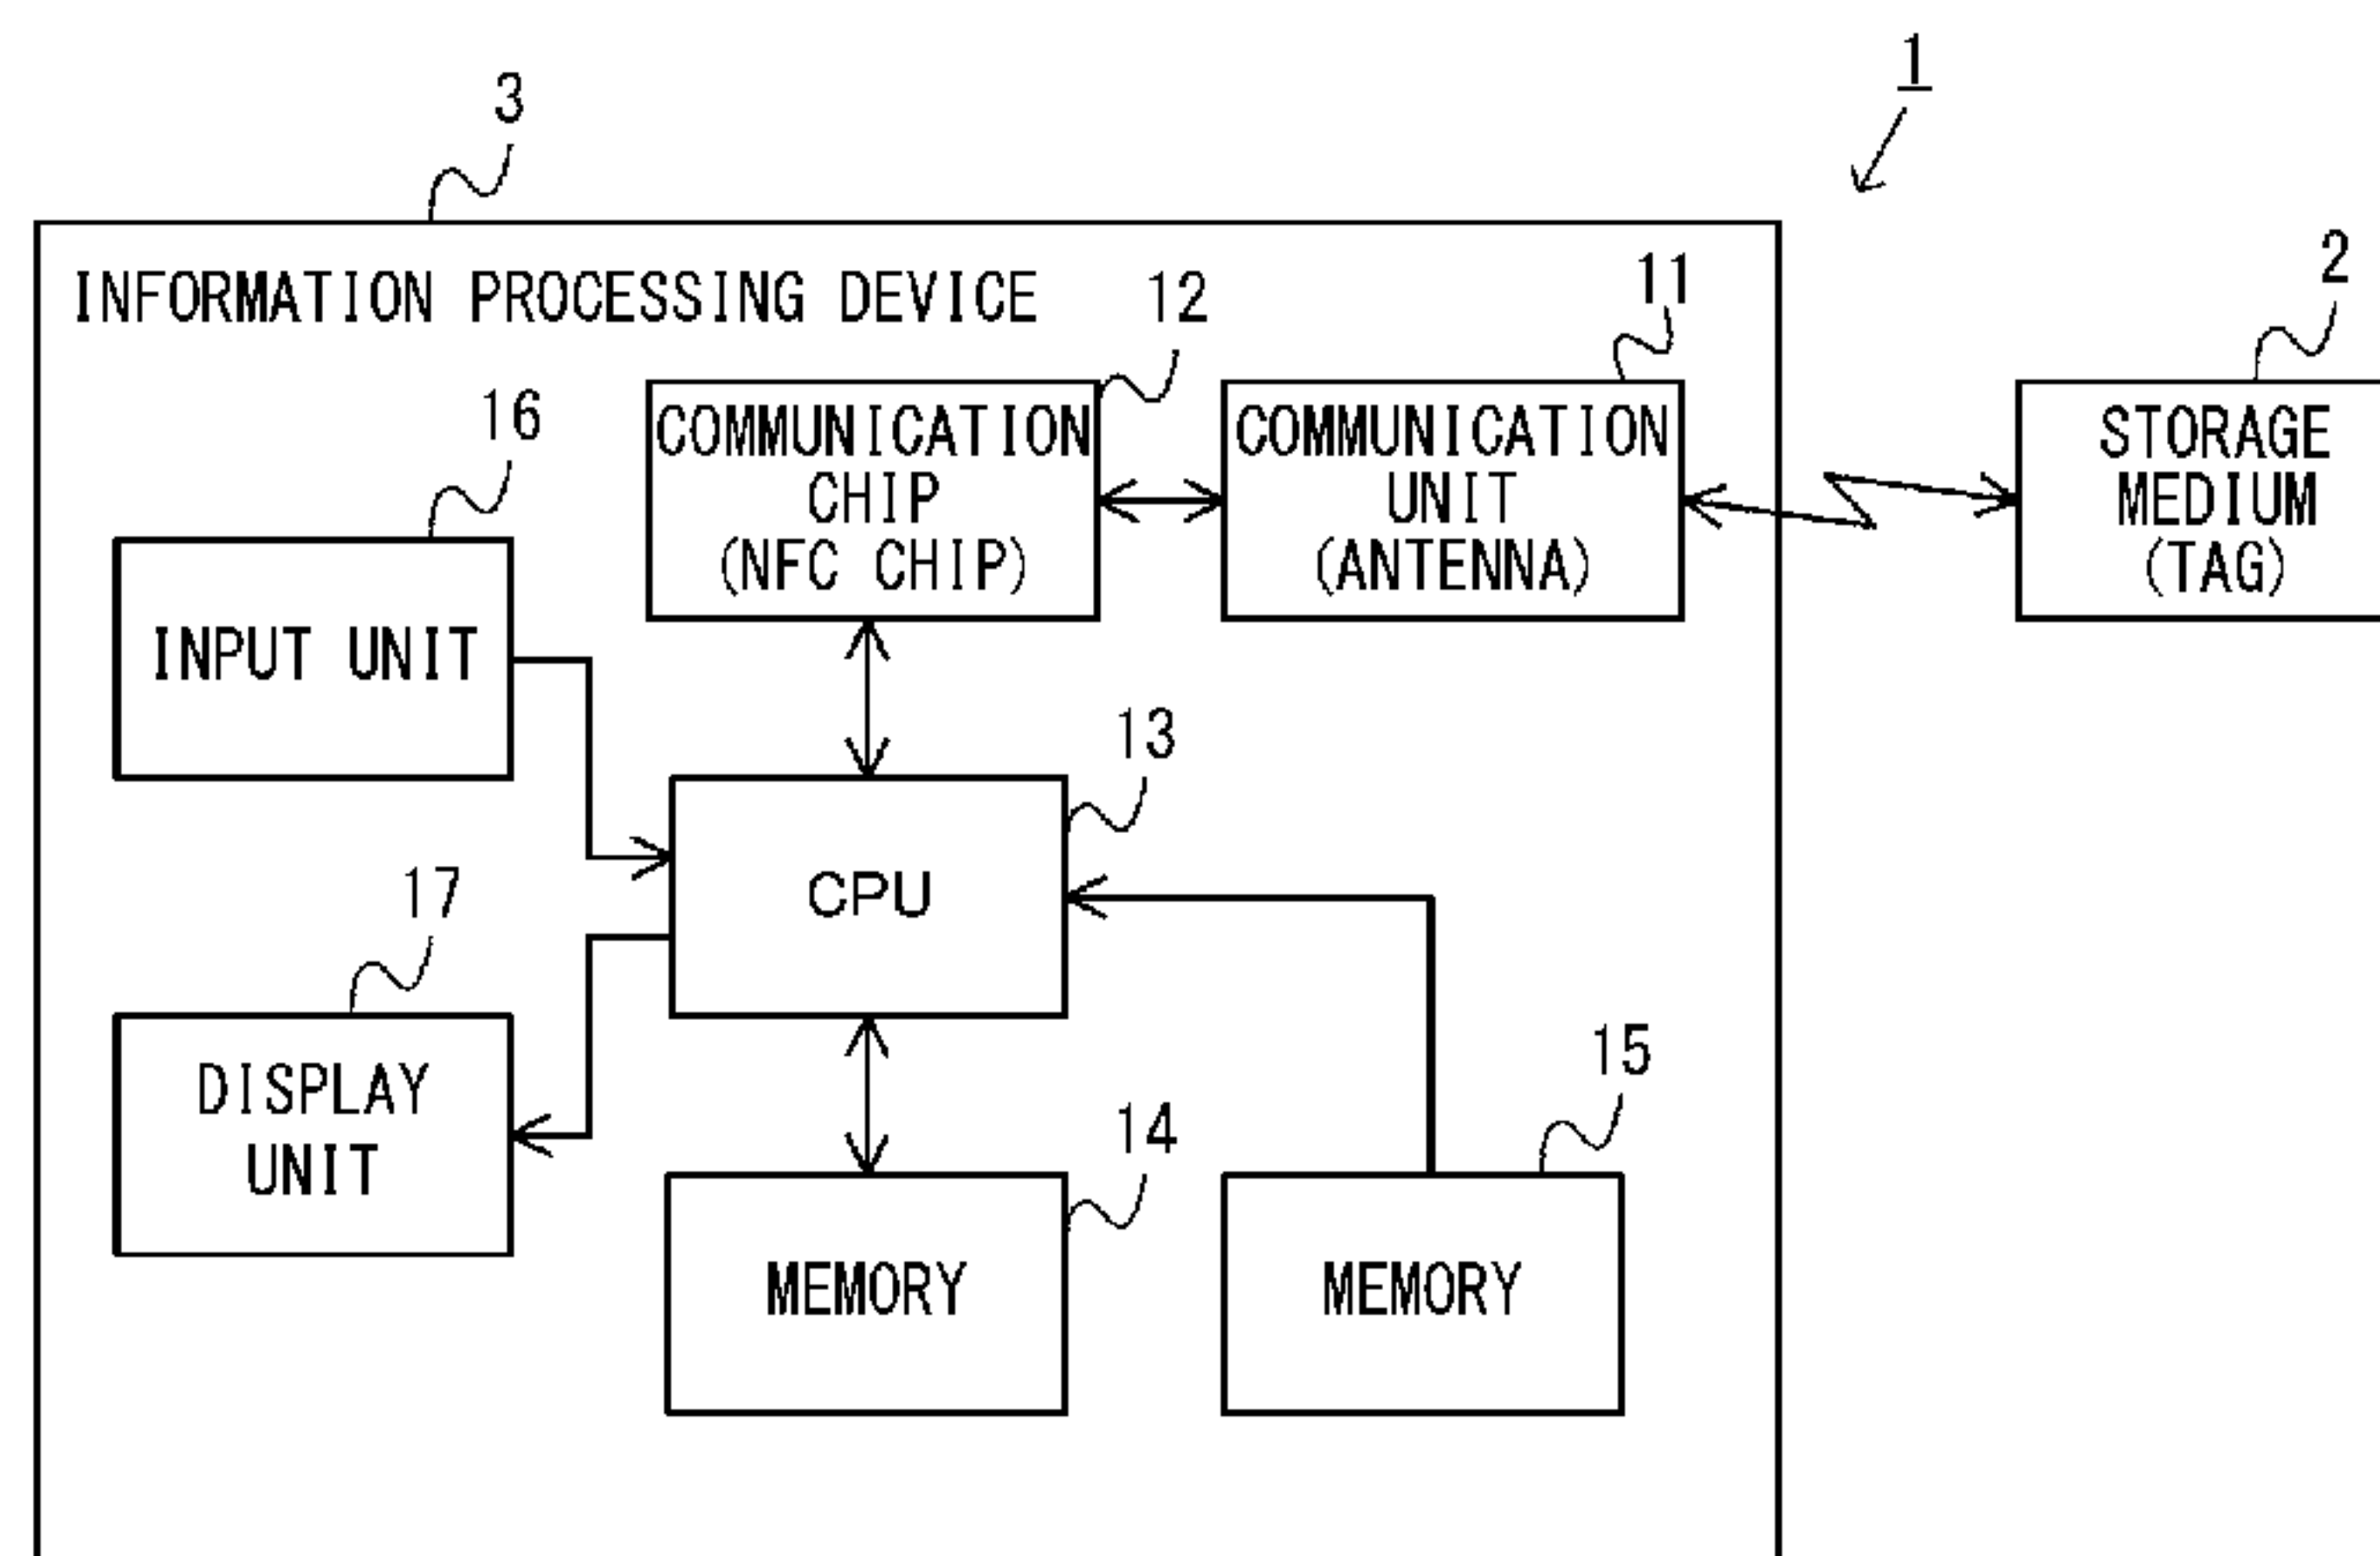 1
3
INFORMATION PROCESSING DEVICE
12
11
2
16
COMMUNICATION
CHIP
(NFC CHIP)
COMMUNICATION
UNIT
(ANTENNA)
STORAGE
MEDIUM
(TAG)
INPUT UNIT
13
CPU
17
DISPLAY
UNIT
15
14
MEMORY
MEMORY